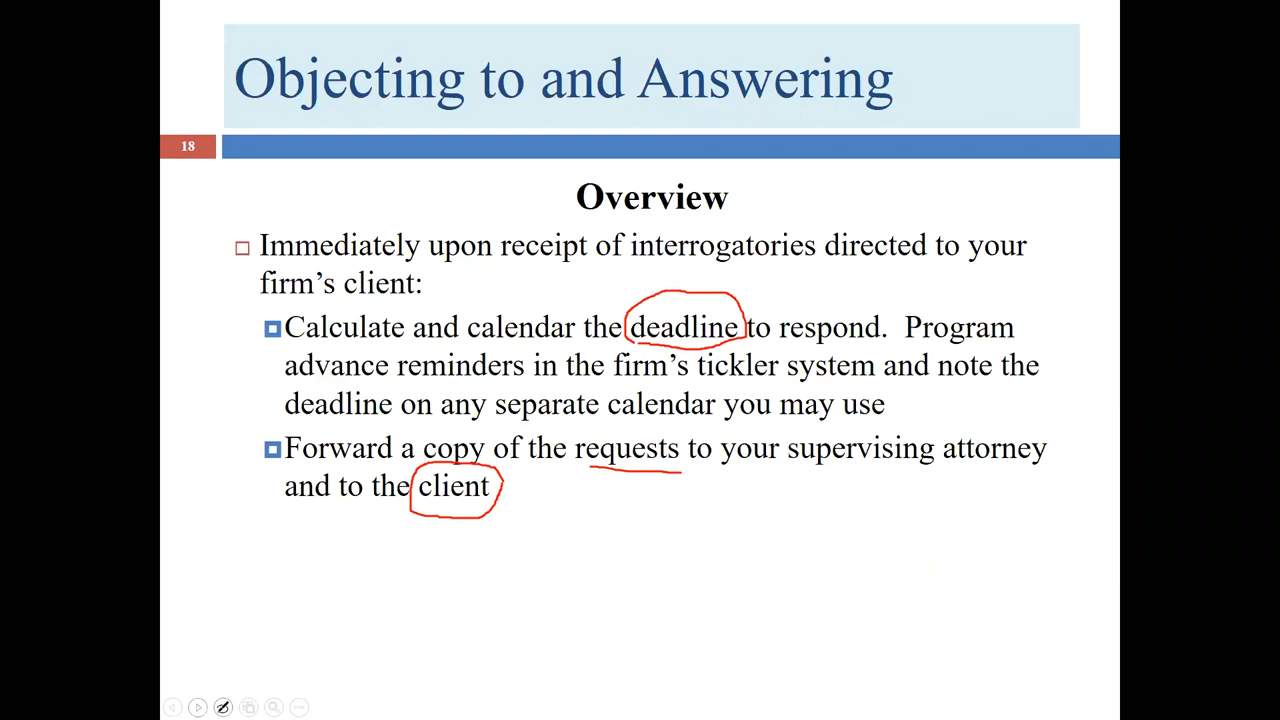 Objecting to and Answering
18
Overview
Immediately upon receipt of interrogatories directed to your
firm’s client:
Calculate and calendar the deadline to respond.  Program
advance reminders in the firm’s tickler system and note the
deadline on any separate calendar you may use
Forward a copy of the requests to your supervising attorney
and to the client